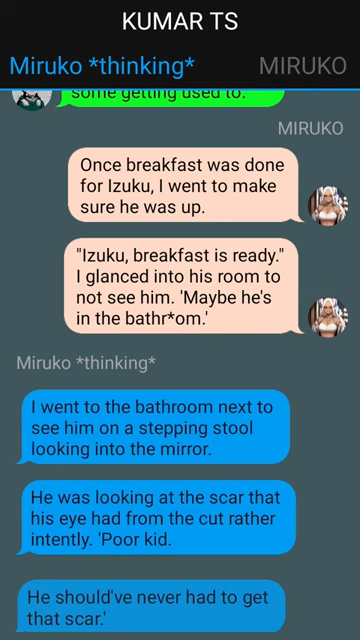 KUMAR TS
Miruko *thinking*
MIRUKO
some getting used to.
MIRUKO
Once breakfast was done
for Izuku, I went to make
sure he was up.
"Izuku, breakfast is ready."
I glanced into his room to
not see him. 'Maybe he's
in the bathr*om.'
Miruko *thinking*
I went to the bathroom next to
see him on a stepping stool
looking into the mirror.
He was looking at the scar that
his eye had from the cut rather
intently. 'Poor kid.
He should've never had to get
that scar.'